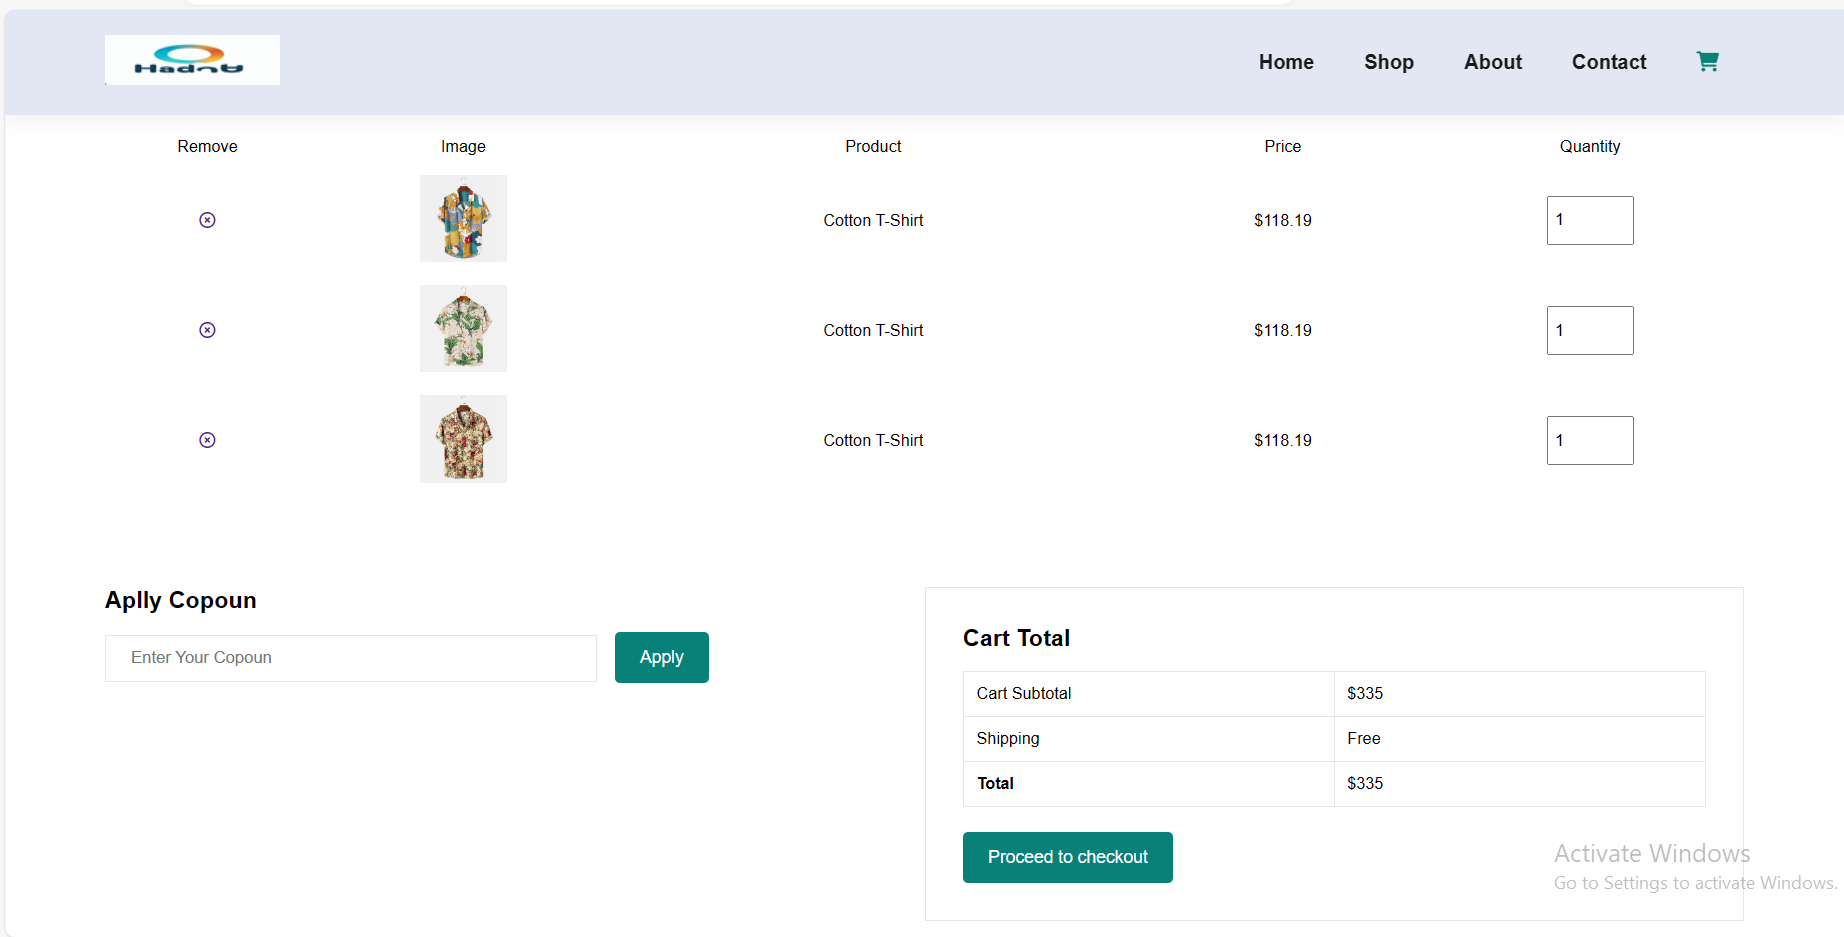 Home Shop About Contact
Remove Image Product Price Quantity
Cotton T-Shirt $118.19 1
Cotton T-Shirt $118.19 1
Cotton T-Shirt $118.19 1
Aplly Copoun
Enter Your Copoun Apply
Cart Total
Cart Subtotal $335
Shipping Free
Total $335
Proceed to checkout
Activate Windows
Go to Settings to activate Windows.